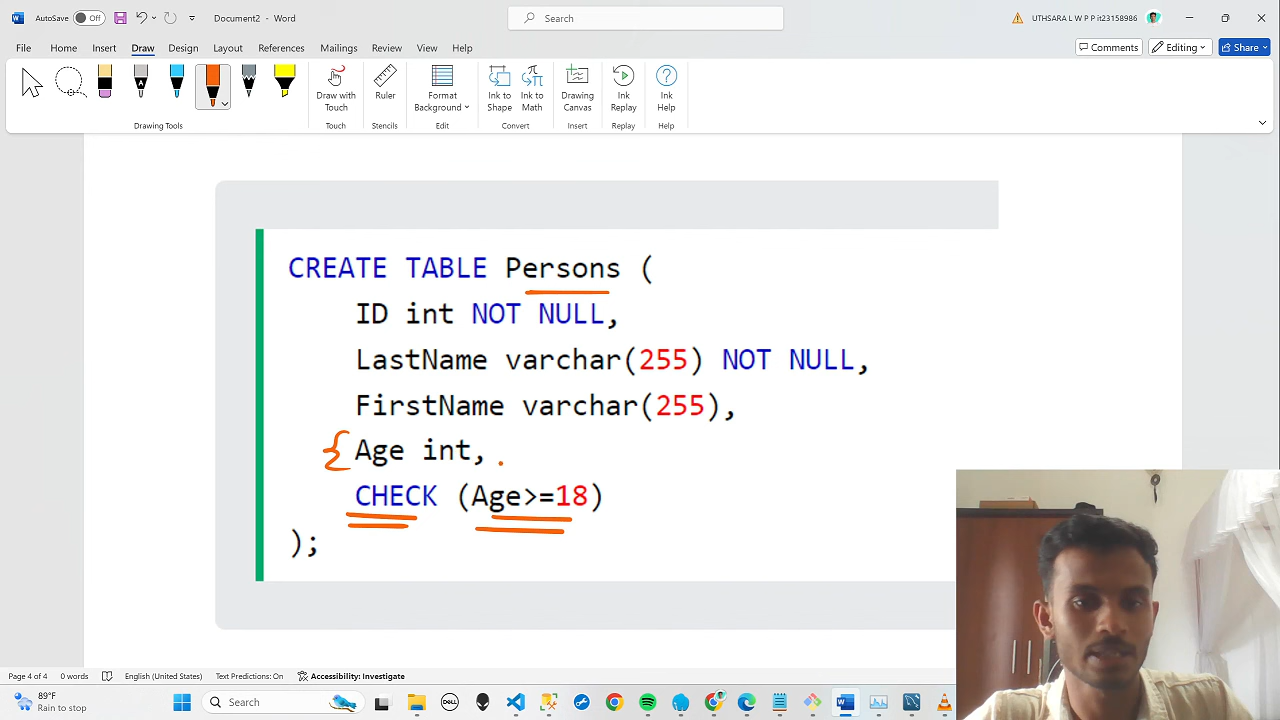 AutoSave Off Document2 - Word Search UTHSARA L W P P it23158986
File Home Insert Draw Design Layout References Mailings Review View Help Comments Editing Share
Draw with Touch Ruler Format Background Ink to Shape Ink to Math Drawing Canvas Ink Replay Ink Help
Drawing Tools Touch Stencils Edit Convert Insert Replay Help
CREATE TABLE Persons (
ID int NOT NULL,
LastName varchar(255) NOT NULL,
FirstName varchar(255),
{ Age int,
CHECK (Age>=18)
);
Page 4 of 4 0 words English (United States) Text Predictions: On Accessibility: Investigate
89°F
Rain to stop
Search
DELL